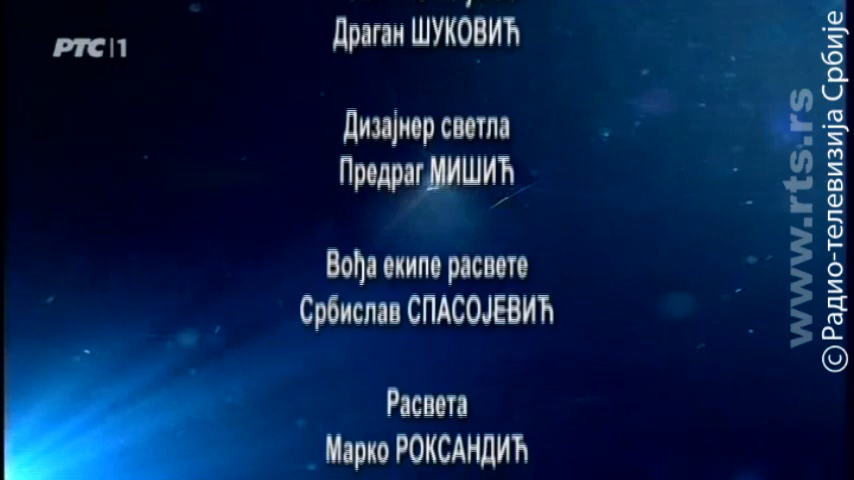 Драган ШУКОВИЋ
РТС|1
Дизајнер светла
Предраг МИШИЋ
Вођа екипе расвете
Србислав СПАСОЈЕВИЋ
Расвета
Марко РОКСАНДИЋ
www.rts.rs
©Радио-телевизија Србије